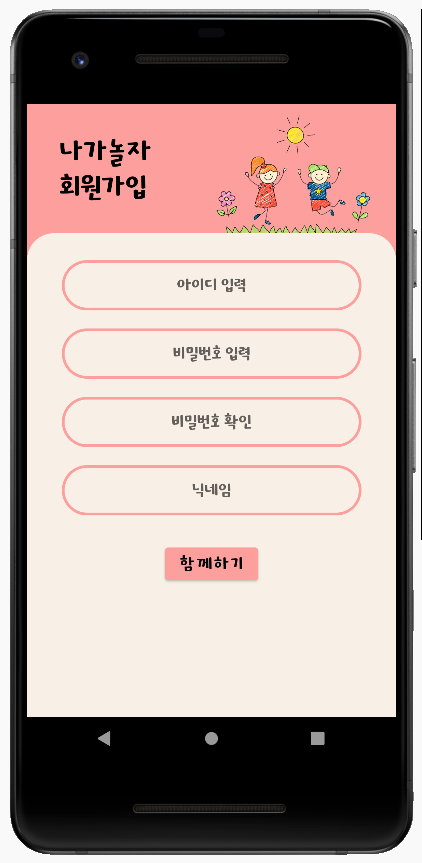 나가놀자
회원가입
아이디 입력
비밀번호 입력
비밀번호 확인
닉네임
함께하기